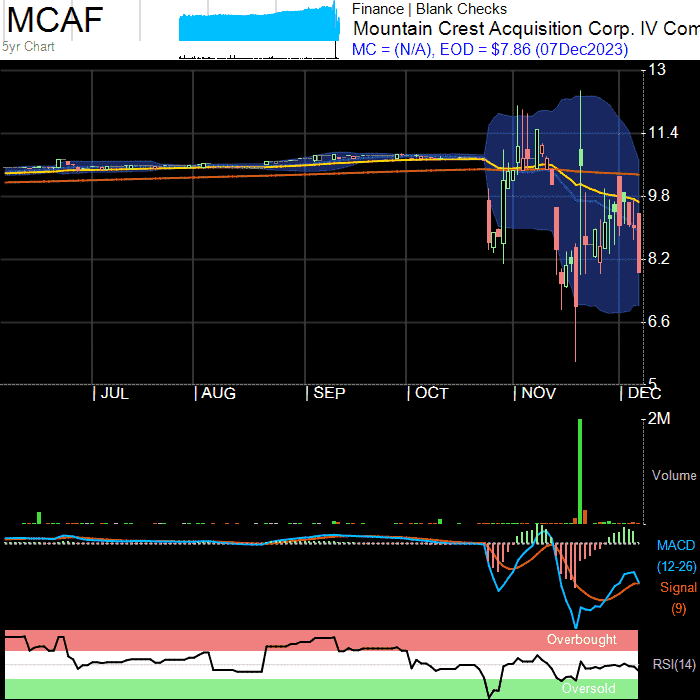 MCAF
5yr Chart
Finance | Blank Checks
Mountain Crest Acquisition Corp. IV Com
MC = (N/A), EOD = $7.86 (07Dec2023)
13
11.4
9.8
8.2
6.6
5
| JUL | AUG | SEP | OCT | NOV | DEC
2M
Volume
MACD
(12-26)
Signal
(9)
Overbought
RSI(14)
Oversold